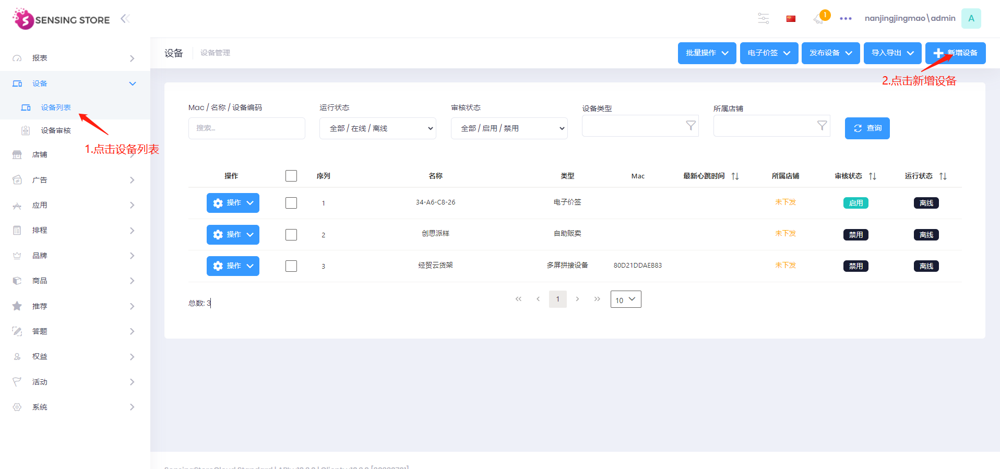 SENSING STORE
1
nanjingjingmao\admin
A
报表
设备
设备列表
设备审核
店铺
广告
应用
排程
品牌
商品
推荐
答题
权益
活动
系统
1.点击设备列表
设备
设备管理
批量操作
电子价签
发布设备
导入导出
新增设备
2.点击新增设备
Mac / 名称 / 设备编码
运行状态
审核状态
设备类型
所属店铺
搜索...
全部 / 在线 / 离线
全部 / 启用 / 禁用
查询
操作 序列 名称 类型 Mac 最新心跳时间 所属店铺 审核状态 运行状态
操作 1 34-A6-C8-26 电子价签 未下发 启用 离线
操作 2 创思派样 自助贩卖 未下发 禁用 离线
操作 3 经贸云货架 多屏拼接设备 80D21DDAEB83 未下发 禁用 离线
总数: 3
1
10